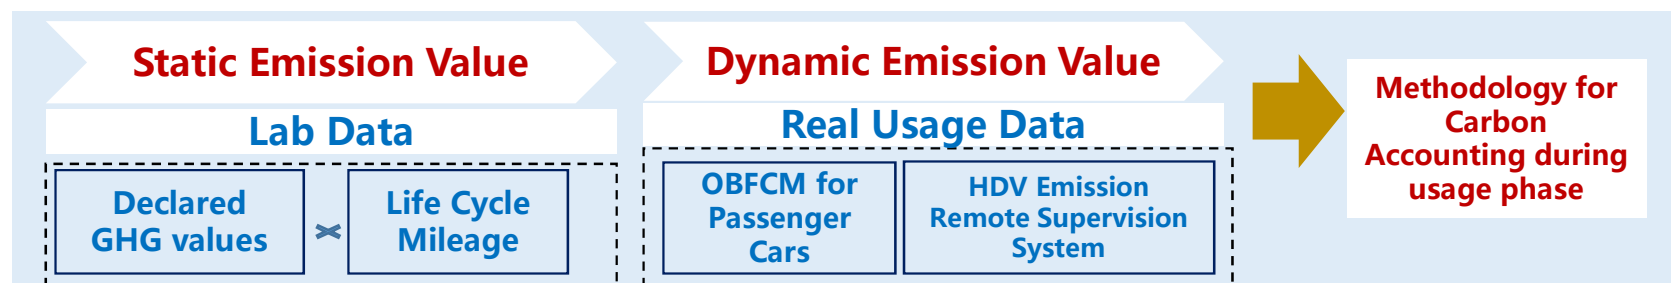 Static Emission Value
Lab Data
Declared
GHG values
×
Life Cycle
Mileage
Dynamic Emission Value
Real Usage Data
OBFCM for
Passenger
Cars
HDV Emission
Remote Supervision
System
Methodology for
Carbon
Accounting during
usage phase